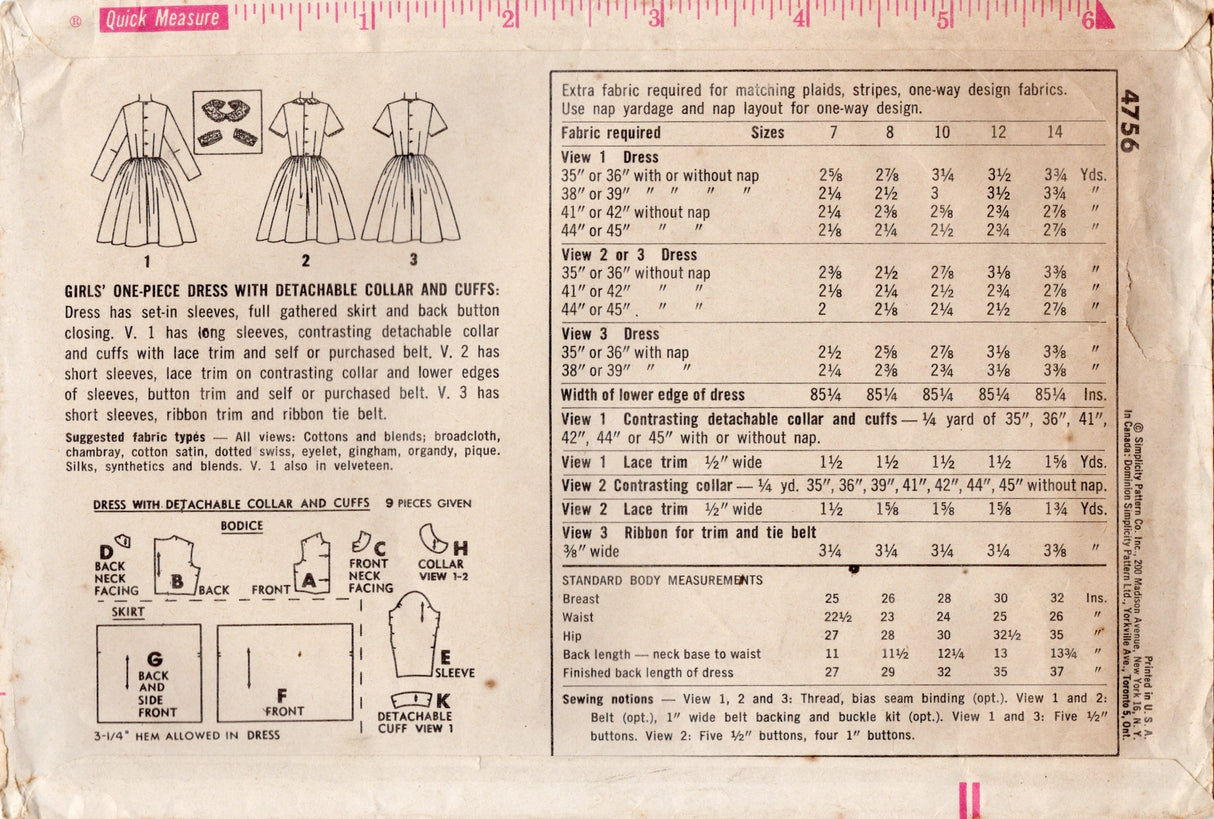 ® Quick Measure 1 2 3 4 5 6
1 2 3
GIRLS' ONE-PIECE DRESS WITH DETACHABLE COLLAR AND CUFFS:
Dress has set-in sleeves, full gathered skirt and back button
closing. V. 1 has long sleeves, contrasting detachable collar
and cuffs with lace trim and self or purchased belt. V. 2 has
short sleeves, lace trim on contrasting collar and lower edges
of sleeves, button trim and self or purchased belt. V. 3 has
short sleeves, ribbon trim and ribbon tie belt.
Suggested fabric types — All views: Cottons and blends; broadcloth,
chambray, cotton satin, dotted swiss, eyelet, gingham, organdy, pique.
Silks, synthetics and blends. V. 1 also in velveteen.
DRESS WITH DETACHABLE COLLAR AND CUFFS 9 PIECES GIVEN
BODICE
D
BACK
NECK
FACING
B
BACK
FRONT
A
C
FRONT
NECK
FACING
H
COLLAR
VIEW 1-2
SKIRT
G
BACK
AND
SIDE
FRONT
F
FRONT
E
SLEEVE
K
DETACHABLE
CUFF VIEW 1
3-1/4" HEM ALLOWED IN DRESS
Extra fabric required for matching plaids, stripes, one-way design fabrics.
Use nap yardage and nap layout for one-way design.
Fabric required Sizes 7 8 10 12 14
View 1 Dress
35" or 36" with or without nap 2⅝ 2⅞ 3¼ 3½ 3¾ Yds.
38" or 39" " " " " 2¼ 2½ 3 3½ 3¾ "
41" or 42" without nap 2¼ 2⅜ 2⅝ 2¾ 2⅞ "
44" or 45" " " 2⅛ 2¼ 2½ 2¾ 2⅞ "
View 2 or 3 Dress
35" or 36" without nap 2⅜ 2½ 2⅞ 3⅛ 3⅜ "
41" or 42" " " 2⅛ 2¼ 2½ 2¾ 2⅞ "
44" or 45" " " 2 2⅛ 2¼ 2½ 2⅞ "
View 3 Dress
35" or 36" with nap 2½ 2⅝ 2⅞ 3⅛ 3⅜ "
38" or 39" " " 2¼ 2⅜ 2¾ 3⅛ 3⅜ "
Width of lower edge of dress 85¼ 85¼ 85¼ 85¼ 85¼ Ins.
View 1 Contrasting detachable collar and cuffs — ¼ yard of 35", 36", 41",
42", 44" or 45" with or without nap.
View 1 Lace trim ½" wide 1½ 1½ 1½ 1½ 1⅝ Yds.
View 2 Contrasting collar — ¼ yd. 35", 36", 39", 41", 42", 44", 45" without nap.
View 2 Lace trim ½" wide 1½ 1⅝ 1⅝ 1⅝ 1¾ Yds.
View 3 Ribbon for trim and tie belt
⅜" wide 3¼ 3¼ 3¼ 3¼ 3⅜ "
STANDARD BODY MEASUREMENTS
Breast 25 26 28 30 32 Ins.
Waist 22½ 23 24 25 26 "
Hip 27 28 30 32½ 35 "
Back length — neck base to waist 11 11½ 12¼ 13 13¾ "
Finished back length of dress 27 29 32 35 37 "
Sewing notions — View 1, 2 and 3: Thread, bias seam binding (opt.). View 1 and 2:
Belt (opt.), 1" wide belt backing and buckle kit (opt.). View 1 and 3: Five ½"
buttons. View 2: Five ½" buttons, four 1" buttons.
4756
Printed in U. S. A.
© Simplicity Pattern Co. Inc., 200 Madison Avenue, New York 16, N. Y.
In Canada: Dominion Simplicity Pattern Ltd., Yorkville Ave., Toronto 5, Ont.